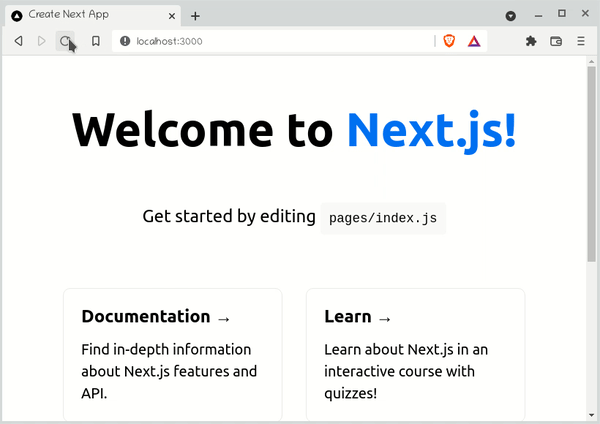 Create Next App
localhost:3000
Welcome to Next.js!
Get started by editing pages/index.js
Documentation →
Find in-depth information
about Next.js features and
API.
Learn →
Learn about Next.js in an
interactive course with
quizzes!